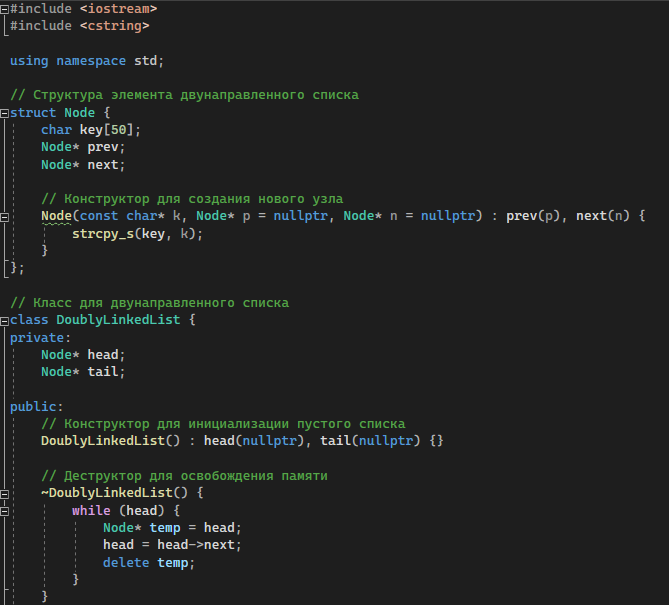 #include <iostream>
#include <cstring>
using namespace std;
// Структура элемента двунаправленного списка
struct Node {
char key[50];
Node* prev;
Node* next;
// Конструктор для создания нового узла
Node(const char* k, Node* p = nullptr, Node* n = nullptr) : prev(p), next(n) {
strcpy_s(key, k);
}
};
// Класс для двунаправленного списка
class DoublyLinkedList {
private:
Node* head;
Node* tail;
public:
// Конструктор для инициализации пустого списка
DoublyLinkedList() : head(nullptr), tail(nullptr) {}
// Деструктор для освобождения памяти
~DoublyLinkedList() {
while (head) {
Node* temp = head;
head = head->next;
delete temp;
}
}